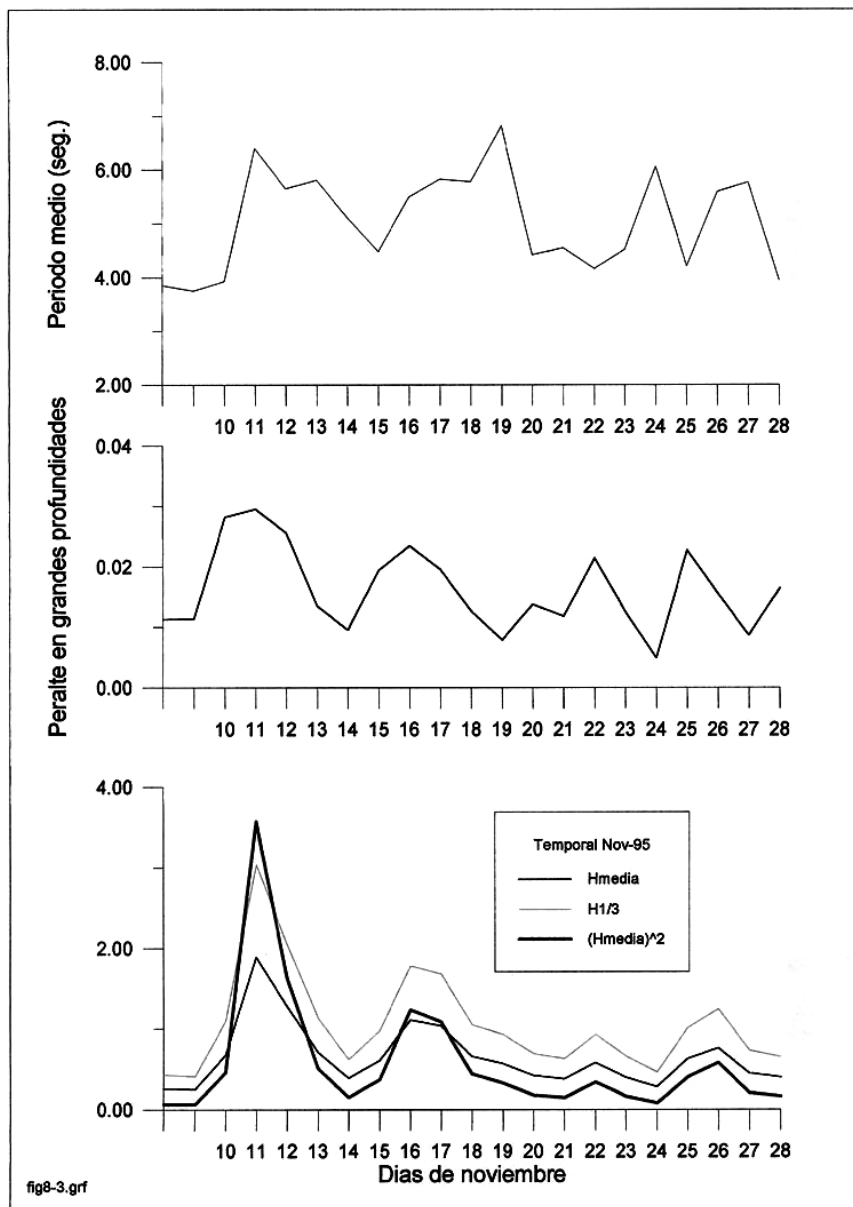 8.00
6.00
4.00
2.00
Periodo medio (seg.)
10 11 12 13 14 15 16 17 18 19 20 21 22 23 24 25 26 27 28
0.04
0.02
0.00
Peralte en grandes profundidades
10 11 12 13 14 15 16 17 18 19 20 21 22 23 24 25 26 27 28
4.00
2.00
0.00
Temporal Nov-95
Hmedia
H1/3
(Hmedia)^2
10 11 12 13 14 15 16 17 18 19 20 21 22 23 24 25 26 27 28
Dias de noviembre
fig8-3.grf